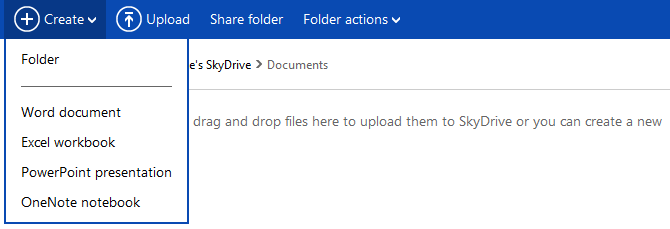 Create Upload Share folder Folder actions
Folder
e's SkyDrive > Documents
Word document
drag and drop files here to upload them to SkyDrive or you can create a new
Excel workbook
PowerPoint presentation
OneNote notebook